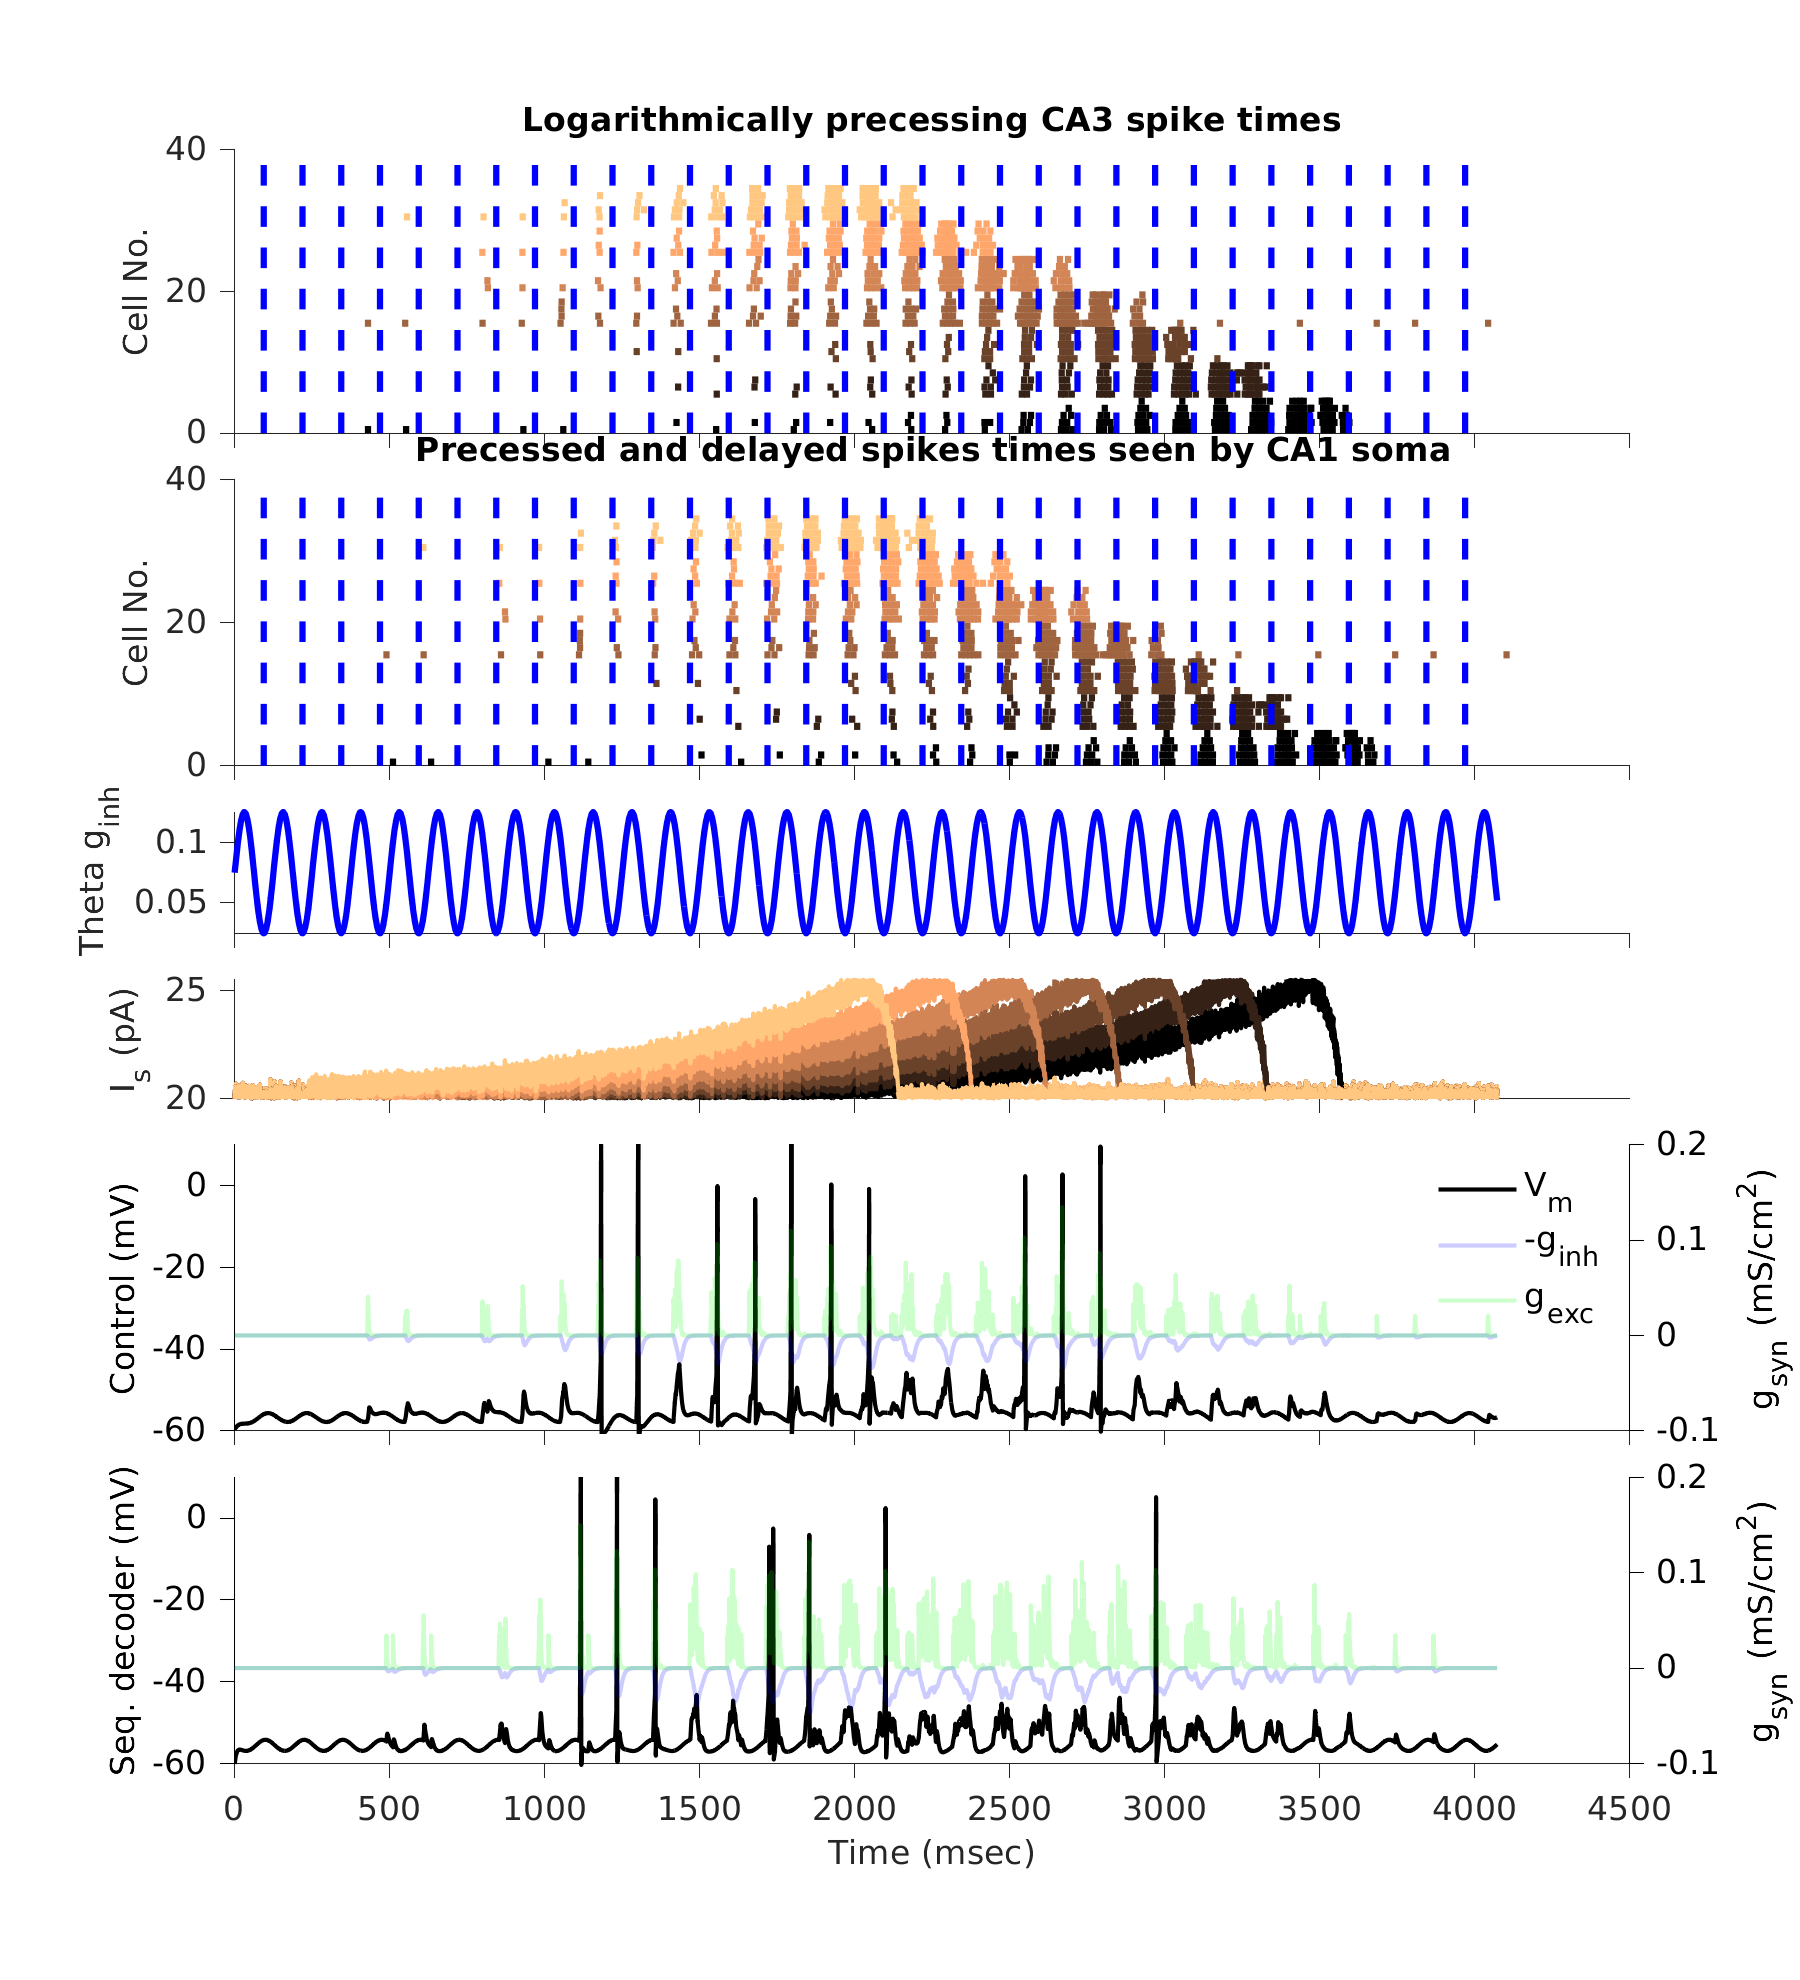 Logarithmically precessing CA3 spike times
40
20
0
Cell No.
Precessed and delayed spikes times seen by CA1 soma
40
20
0
Cell No.
0.1
0.05
Theta g_inh
25
20
I_s (pA)
0
-20
-40
-60
Control (mV)
V_m
-g_inh
g_exc
0.2
0.1
0
-0.1
g_syn (mS/cm^2)
0
-20
-40
-60
Seq. decoder (mV)
0.2
0.1
0
-0.1
g_syn (mS/cm^2)
0 500 1000 1500 2000 2500 3000 3500 4000 4500
Time (msec)